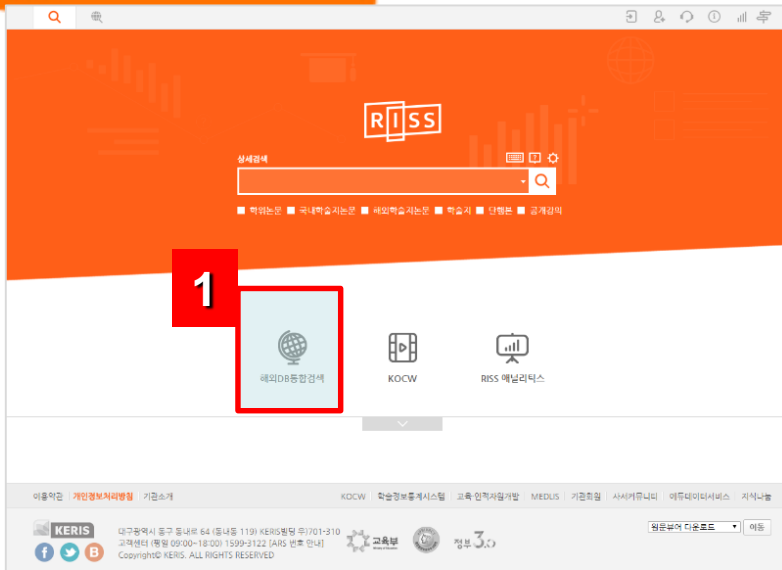 RISS
상세검색
학위논문 국내학술지논문 해외학술지논문 학술지 단행본 공개강의
1
해외DB통합검색 KOCW RISS 애널리틱스
이용약관 개인정보처리방침 기관소개 KOCW 학술정보통계시스템 고육·인적자원개발 MEDLIS 기관회원 사서커뮤니티 에듀데이터서비스 지식나눔
KERIS 대구광역시 동구 동내로 64 (동내동 1119) KERIS빌딩 우)701-310
고객센터 (평일 09:00~18:00) 1599-3122 [ARS 번호 안내]
Copyright© KERIS. ALL RIGHTS RESERVED
교육부 정부3.0
원문뷰어 다운로드 이동